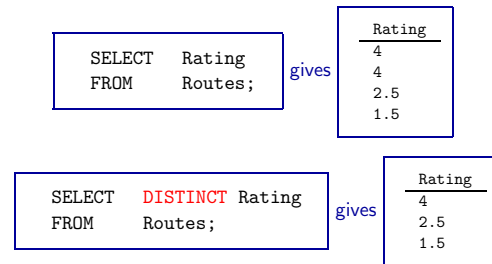 SELECT Rating
FROM Routes;
gives
Rating
4
4
2.5
1.5
SELECT DISTINCT Rating
FROM Routes;
gives
Rating
4
2.5
1.5